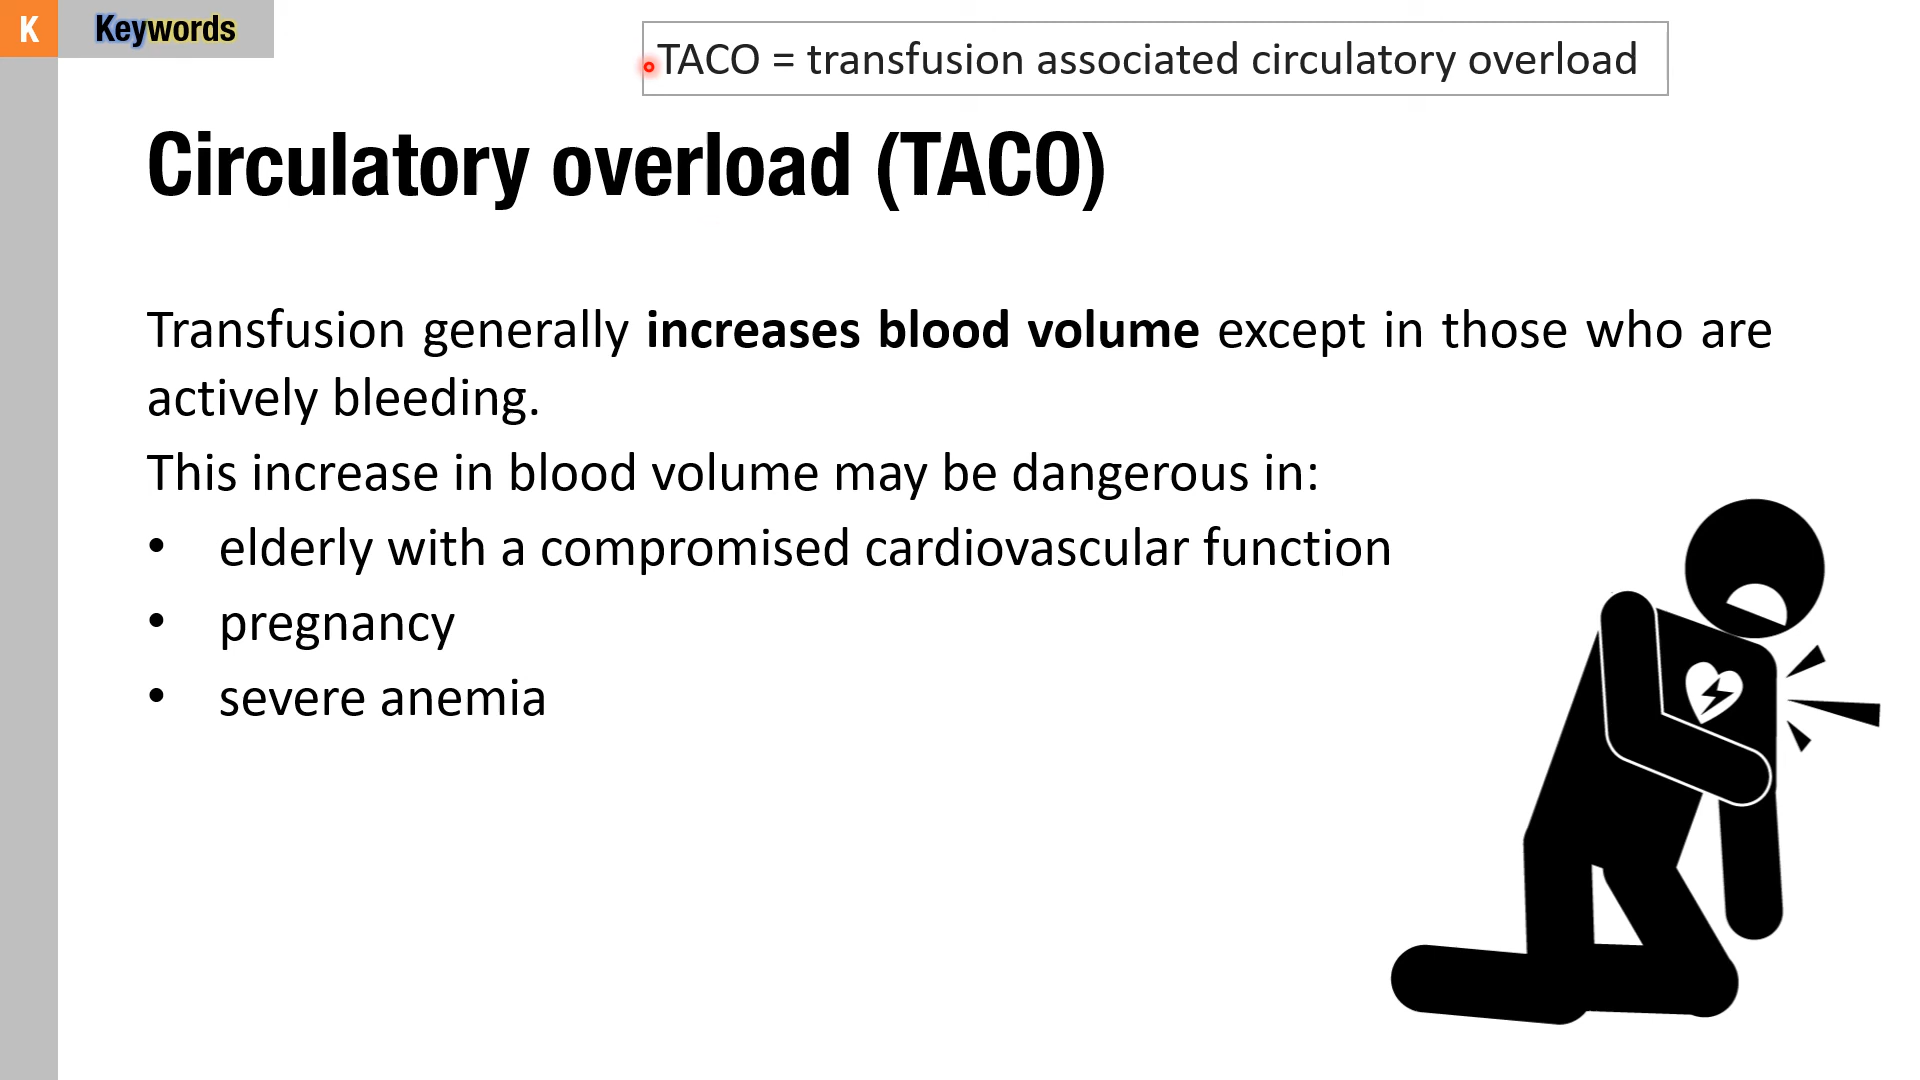 K
Keywords
TACO = transfusion associated circulatory overload
Circulatory overload (TACO)
Transfusion generally increases blood volume except in those who are
actively bleeding.
This increase in blood volume may be dangerous in:
• elderly with a compromised cardiovascular function
• pregnancy
• severe anemia